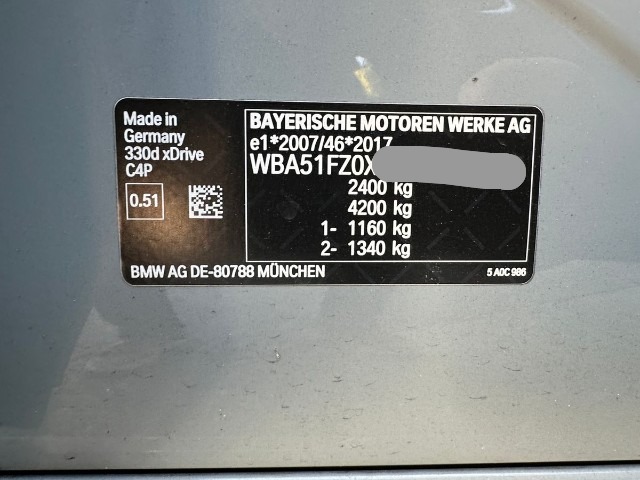 Made in
Germany
330d xDrive
C4P
0.51
BAYERISCHE MOTOREN WERKE AG
e1*2007/46*2017
WBA51FZ0X
2400 kg
4200 kg
1- 1160 kg
2- 1340 kg
BMW AG DE-80788 MÜNCHEN
5 A0C 986